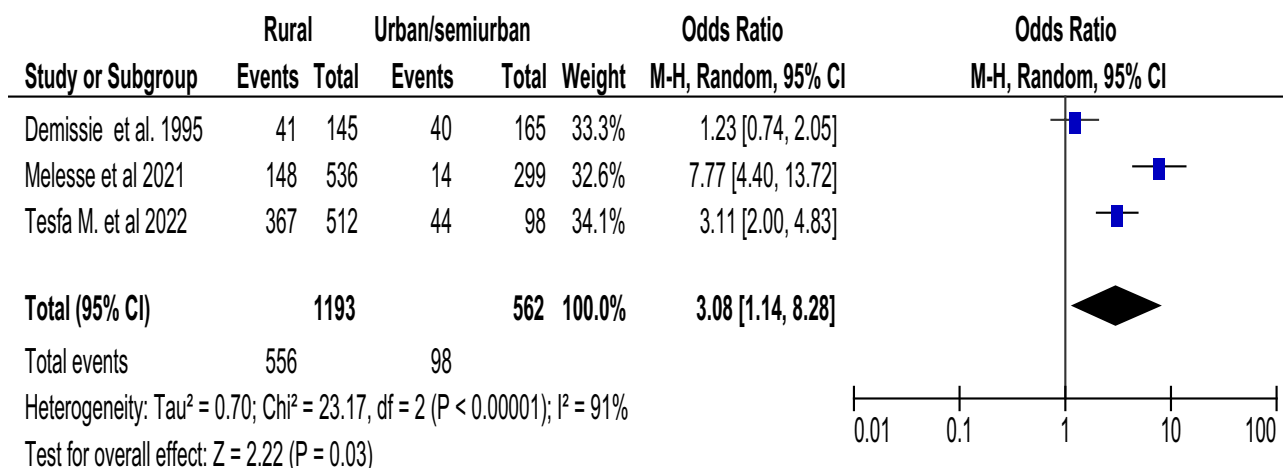 Rural Urban/semiurban Odds Ratio Odds Ratio
Study or Subgroup Events Total Events Total Weight M-H, Random, 95% CI M-H, Random, 95% CI
Demissie et al. 1995 41 145 40 165 33.3% 1.23 [0.74, 2.05]
Melesse et al 2021 148 536 14 299 32.6% 7.77 [4.40, 13.72]
Tesfa M. et al 2022 367 512 44 98 34.1% 3.11 [2.00, 4.83]
Total (95% CI) 1193 562 100.0% 3.08 [1.14, 8.28]
Total events 556 98
Heterogeneity: Tau² = 0.70; Chi² = 23.17, df = 2 (P < 0.00001); I² = 91%
Test for overall effect: Z = 2.22 (P = 0.03)
0.01 0.1 1 10 100